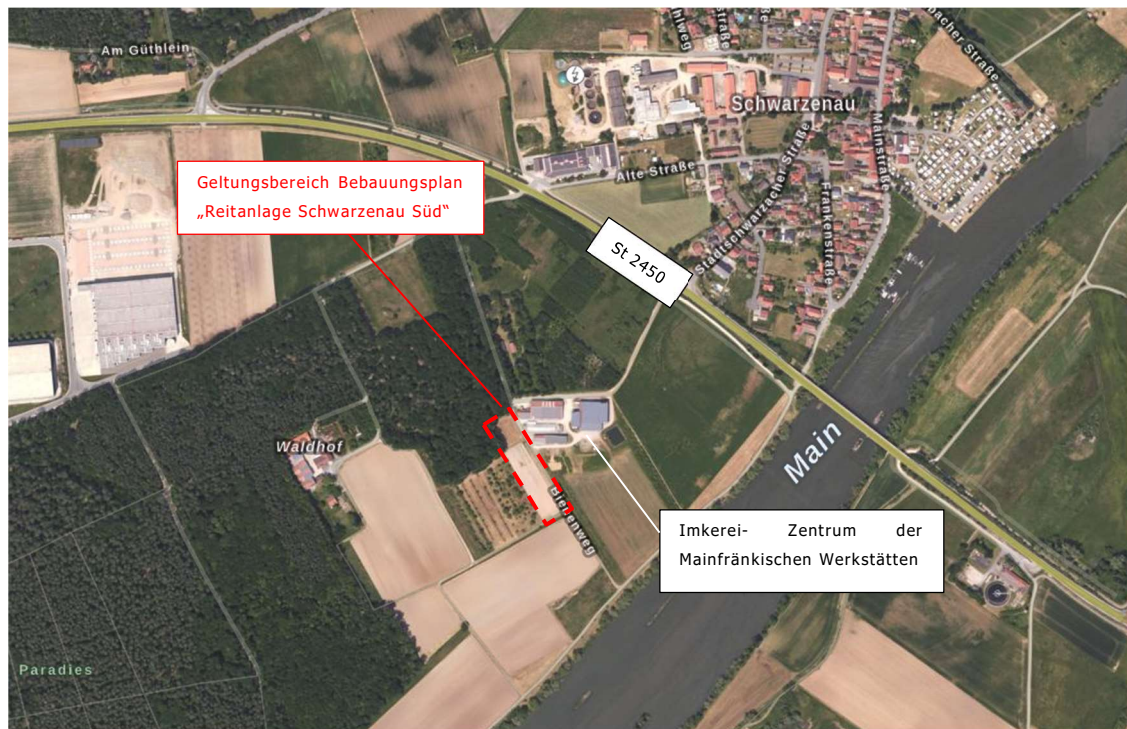 Am Güthlein
Schwarzenau
Mainstraße
Alte Straße
Stadtschwarzacher Straße
Frankenstraße
Geltungsbereich Bebauungsplan
„Reitanlage Schwarzenau Süd“
St 2450
Waldhof
Main
Bienenweg
Imkerei- Zentrum der
Mainfränkischen Werkstätten
Paradies